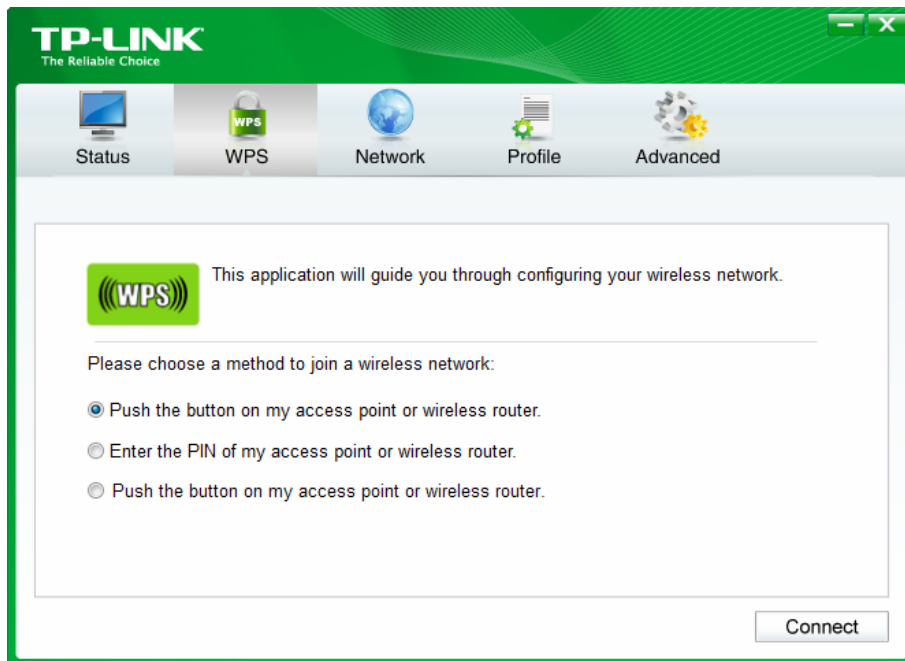 TP-LINK
The Reliable Choice
Status
WPS
WPS
Network
Profile
Advanced
(((WPS)))
This application will guide you through configuring your wireless network.
Please choose a method to join a wireless network:
Push the button on my access point or wireless router.
Enter the PIN of my access point or wireless router.
Push the button on my access point or wireless router.
Connect